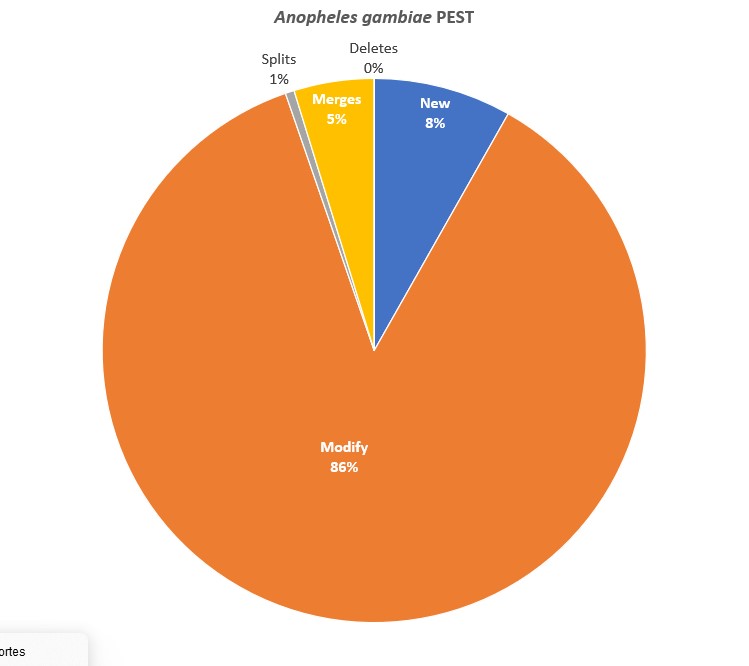 Anopheles gambiae PEST
Deletes
0%
Splits
1%
Merges
5%
New
8%
Modify
86%
ortes